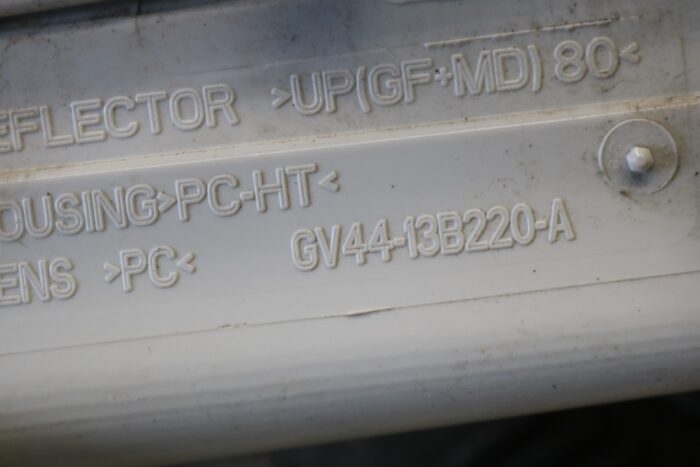 EFLECTOR >UP(GF+MD)80<
OUSING>PC-HT<
ENS >PC< GV44-13B220-A